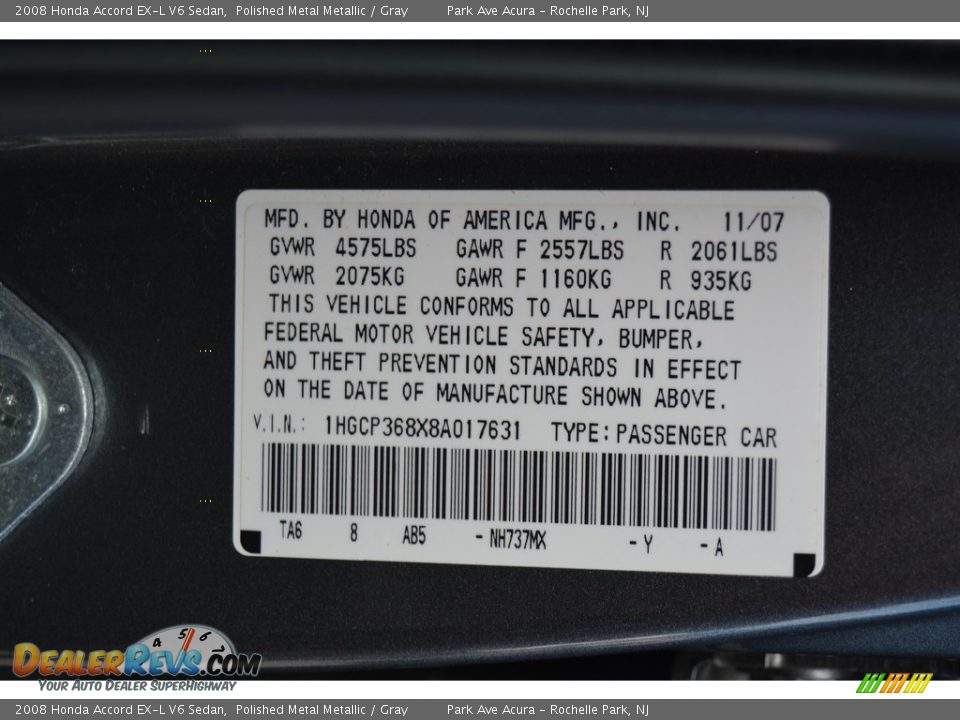 2008 Honda Accord EX-L V6 Sedan, Polished Metal Metallic / Gray Park Ave Acura - Rochelle Park, NJ
MFD. BY HONDA OF AMERICA MFG., INC. 11/07
GVWR 4575LBS GAWR F 2557LBS R 2061LBS
GVWR 2075KG GAWR F 1160KG R 935KG
THIS VEHICLE CONFORMS TO ALL APPLICABLE
FEDERAL MOTOR VEHICLE SAFETY, BUMPER,
AND THEFT PREVENTION STANDARDS IN EFFECT
ON THE DATE OF MANUFACTURE SHOWN ABOVE.
V.I.N.: 1HGCP368X8A017631 TYPE:PASSENGER CAR
TA6 8 AB5 -NH737MX -Y -A
4 5 6
DEALERREVS.COM
YOUR AUTO DEALER SUPERHIGHWAY
2008 Honda Accord EX-L V6 Sedan, Polished Metal Metallic / Gray Park Ave Acura - Rochelle Park, NJ